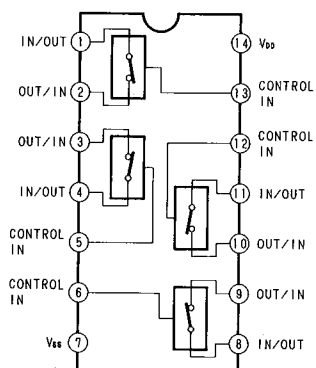 IN/OUT 1
OUT/IN 2
OUT/IN 3
IN/OUT 4
CONTROL
IN 5
CONTROL
IN 6
VSS 7
14 VDD
13 CONTROL
IN
12 CONTROL
IN
11 IN/OUT
10 OUT/IN
9 OUT/IN
8 IN/OUT